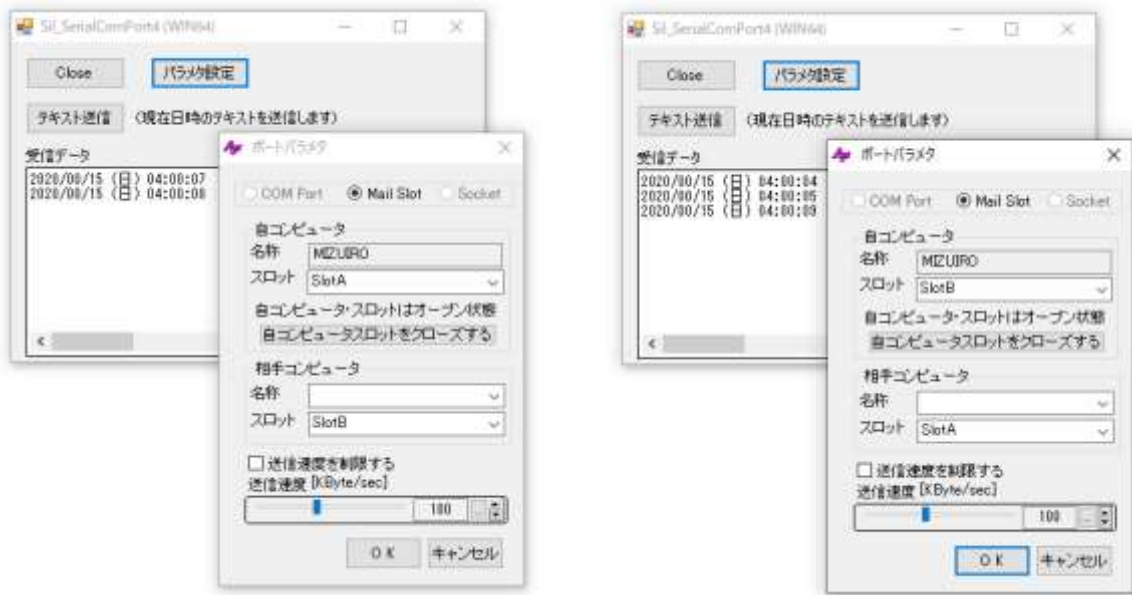 Sil_SerialComPort4 (WIN64)
Close
パラメタ設定
テキスト送信
(現在日時のテキストを送信します)
受信データ
2020/00/15 (日) 04:00:07
2020/00/15 (日) 04:00:08
ポートパラメタ
COM Port
Mail Slot
Socket
自コンピュータ
名称
MIZUIRO
スロット
SlotA
自コンピュータ・スロットはオープン状態
自コンピュータスロットをクローズする
相手コンピュータ
名称
スロット
SlotB
送信速度を制限する
送信速度 [KByte/sec]
100
OK
キャンセル
Sil_SerialComPort4 (WIN64)
Close
パラメタ設定
テキスト送信
(現在日時のテキストを送信します)
受信データ
2020/00/15 (日) 04:00:04
2020/00/15 (日) 04:00:05
2020/00/15 (日) 04:00:09
ポートパラメタ
COM Port
Mail Slot
Socket
自コンピュータ
名称
MIZUIRO
スロット
SlotB
自コンピュータ・スロットはオープン状態
自コンピュータスロットをクローズする
相手コンピュータ
名称
スロット
SlotA
送信速度を制限する
送信速度 [KByte/sec]
100
OK
キャンセル